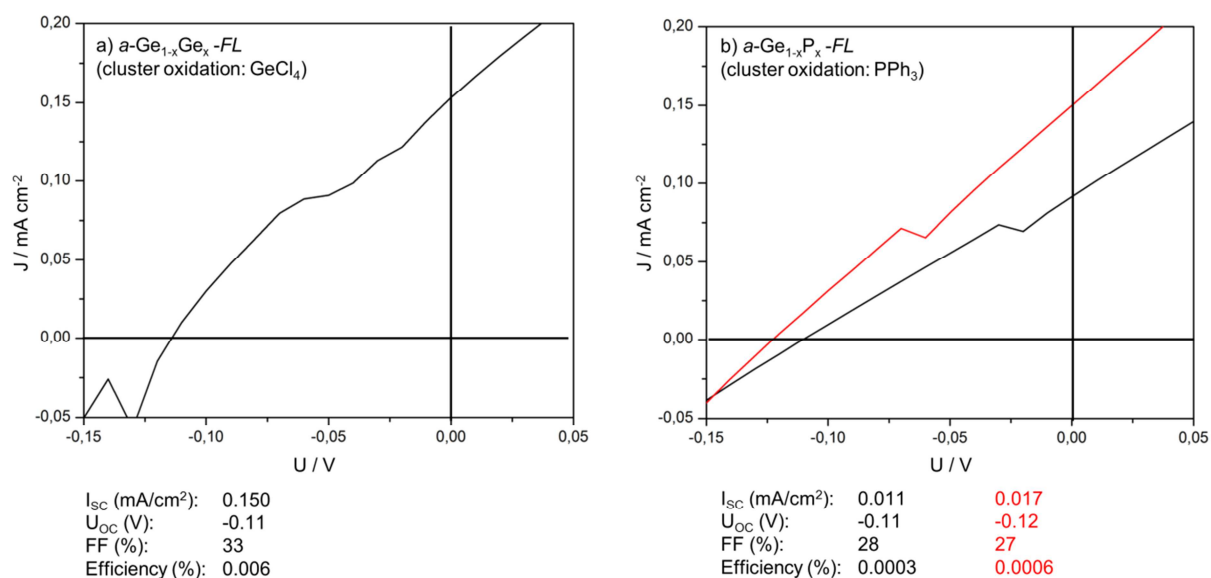 a) a-Ge1-xGex -FL
(cluster oxidation: GeCl4)
0,20
0,15
0,10
0,05
0,00
-0,05
J / mA cm-2
-0,15
-0,10
-0,05
0,00
0,05
U / V
ISC (mA/cm2): 0.150
UOC (V): -0.11
FF (%): 33
Efficiency (%): 0.006
b) a-Ge1-xPx -FL
(cluster oxidation: PPh3)
0,20
0,15
0,10
0,05
0,00
-0,05
J / mA cm-2
-0,15
-0,10
-0,05
0,00
0,05
U / V
ISC (mA/cm2): 0.011 0.017
UOC (V): -0.11 -0.12
FF (%): 28 27
Efficiency (%): 0.0003 0.0006